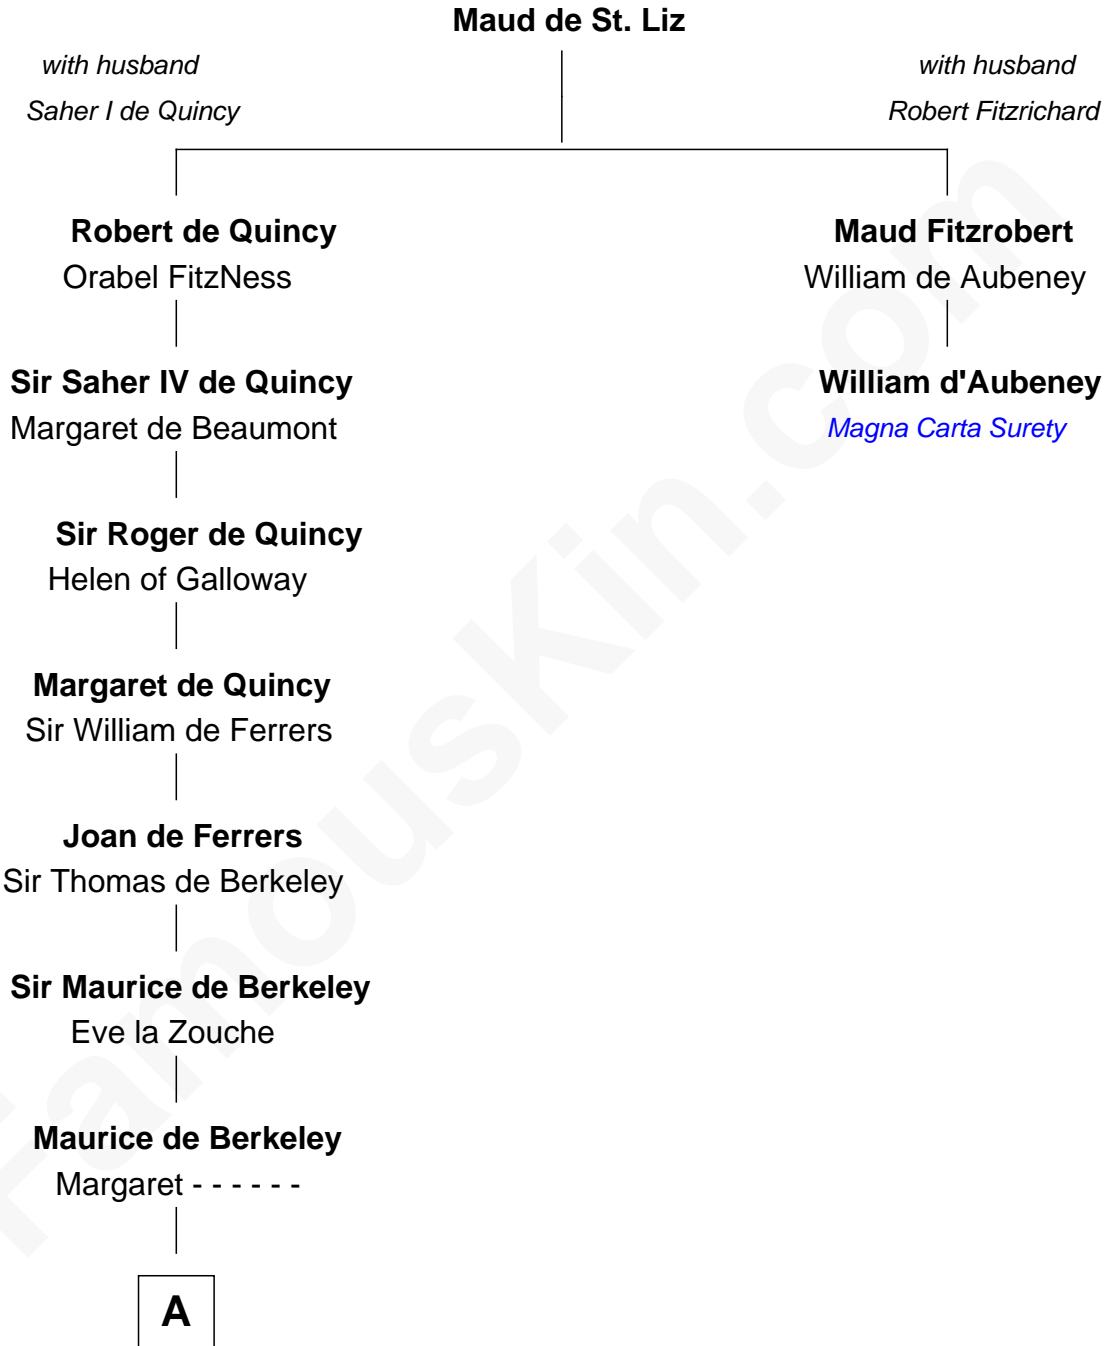 Maud de St. Liz
with husband
Saher I de Quincy
with husband
Robert Fitzrichard
Robert de Quincy
Orabel FitzNess
Maud Fitzrobert
William de Aubeney
Sir Saher IV de Quincy
Margaret de Beaumont
William d'Aubeney
Magna Carta Surety
Sir Roger de Quincy
Helen of Galloway
Margaret de Quincy
Sir William de Ferrers
Joan de Ferrers
Sir Thomas de Berkeley
Sir Maurice de Berkeley
Eve la Zouche
Maurice de Berkeley
Margaret - - - - - -
A
FamousKin.com